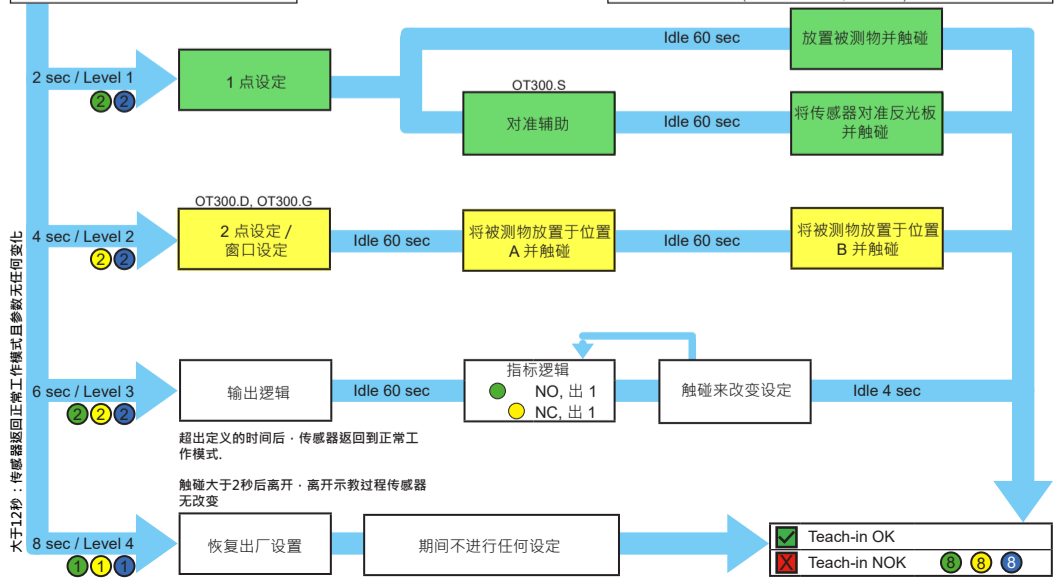 Idle 60 sec
放置被测物并触碰
2 sec / Level 1
2 2
1 点设定
OT300.S
对准辅助
Idle 60 sec
将传感器对准反光板
并触碰
OT300.D, OT300.G
4 sec / Level 2
2 2
2 点设定 /
窗口设定
Idle 60 sec
将被测物放置于位置
A 并触碰
Idle 60 sec
将被测物放置于位置
B 并触碰
大于12秒：传感器返回正常工作模式且参数无任何变化
6 sec / Level 3
2 2 2
输出逻辑
Idle 60 sec
指标逻辑
NO, 出 1
NC, 出 1
触碰来改变设定
Idle 4 sec
超出定义的时间后，传感器返回到正常工
作模式.
触碰大于2秒后离开，离开示教过程传感器
无改变
8 sec / Level 4
1 1 1
恢复出厂设置
期间不进行任何设定
Teach-in OK
Teach-in NOK 8 8 8